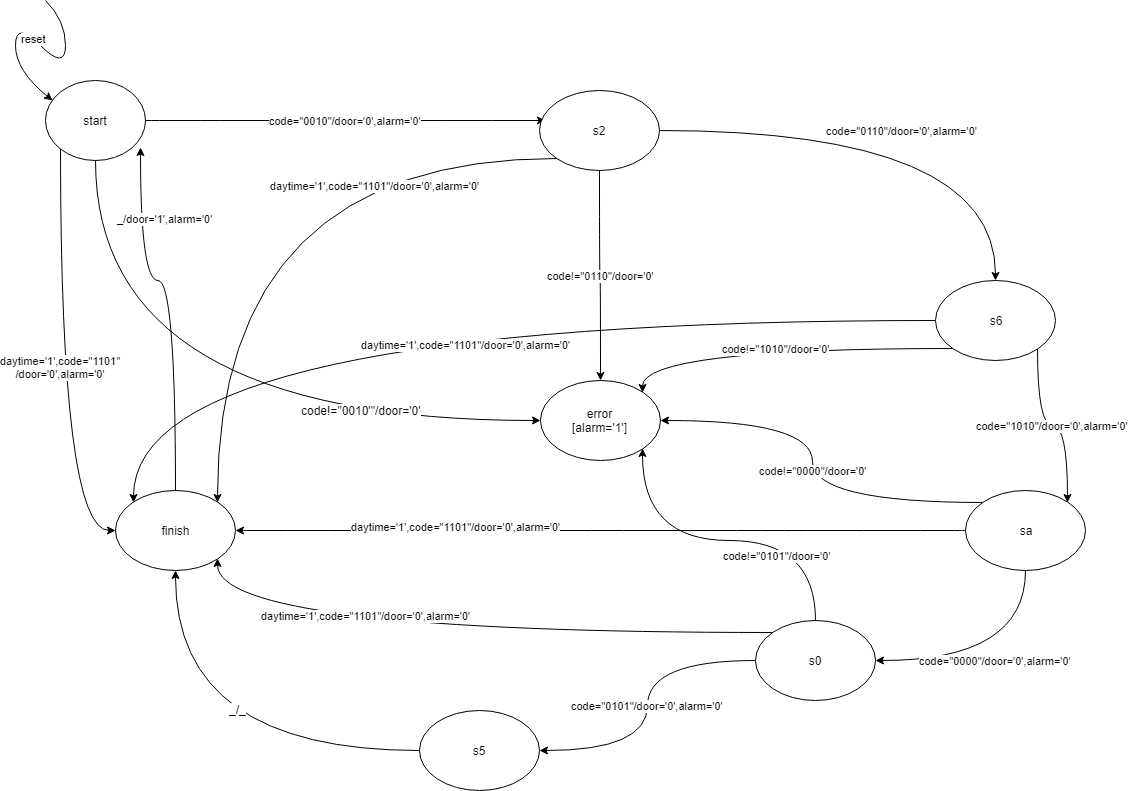 reset
start
code="0010"/door='0',alarm='0'
s2
code="0110"/door='0',alarm='0'
daytime='1',code="1101"/door='0',alarm='0'
_/door='1',alarm='0'
code!="0110"/door='0'
s6
daytime='1',code="1101"/door='0',alarm='0'
code!="1010"/door='0'
daytime='1',code="1101"
/door='0',alarm='0'
code!="0010'"/door='0'
error
[alarm='1']
code="1010"/door='0',alarm='0'
code!="0000"/door='0'
finish
daytime='1',code="1101"/door='0',alarm='0'
sa
code!="0101"/door='0'
daytime='1',code="1101"/door='0',alarm='0'
s0
code="0000"/door='0',alarm='0'
_/_
code="0101"/door='0',alarm='0'
s5